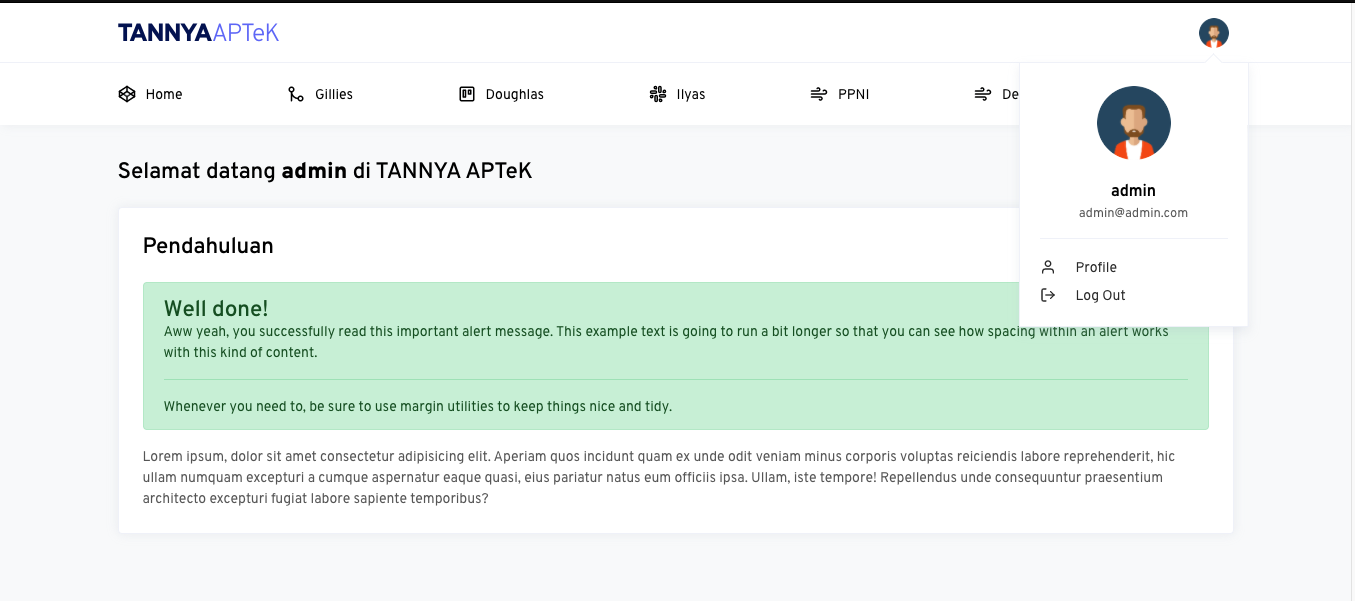 TANNYAAPTeK
Home
Gillies
Doughlas
Ilyas
PPNI
De
admin
admin@admin.com
Profile
Log Out
Selamat datang admin di TANNYA APTeK
Pendahuluan
Well done!
Aww yeah, you successfully read this important alert message. This example text is going to run a bit longer so that you can see how spacing within an alert works
with this kind of content.
Whenever you need to, be sure to use margin utilities to keep things nice and tidy.
Lorem ipsum, dolor sit amet consectetur adipisicing elit. Aperiam quos incidunt quam ex unde odit veniam minus corporis voluptas reiciendis labore reprehenderit, hic
ullam numquam excepturi a cumque aspernatur eaque quasi, eius pariatur natus eum officiis ipsa. Ullam, iste tempore! Repellendus unde consequuntur praesentium
architecto excepturi fugiat labore sapiente temporibus?